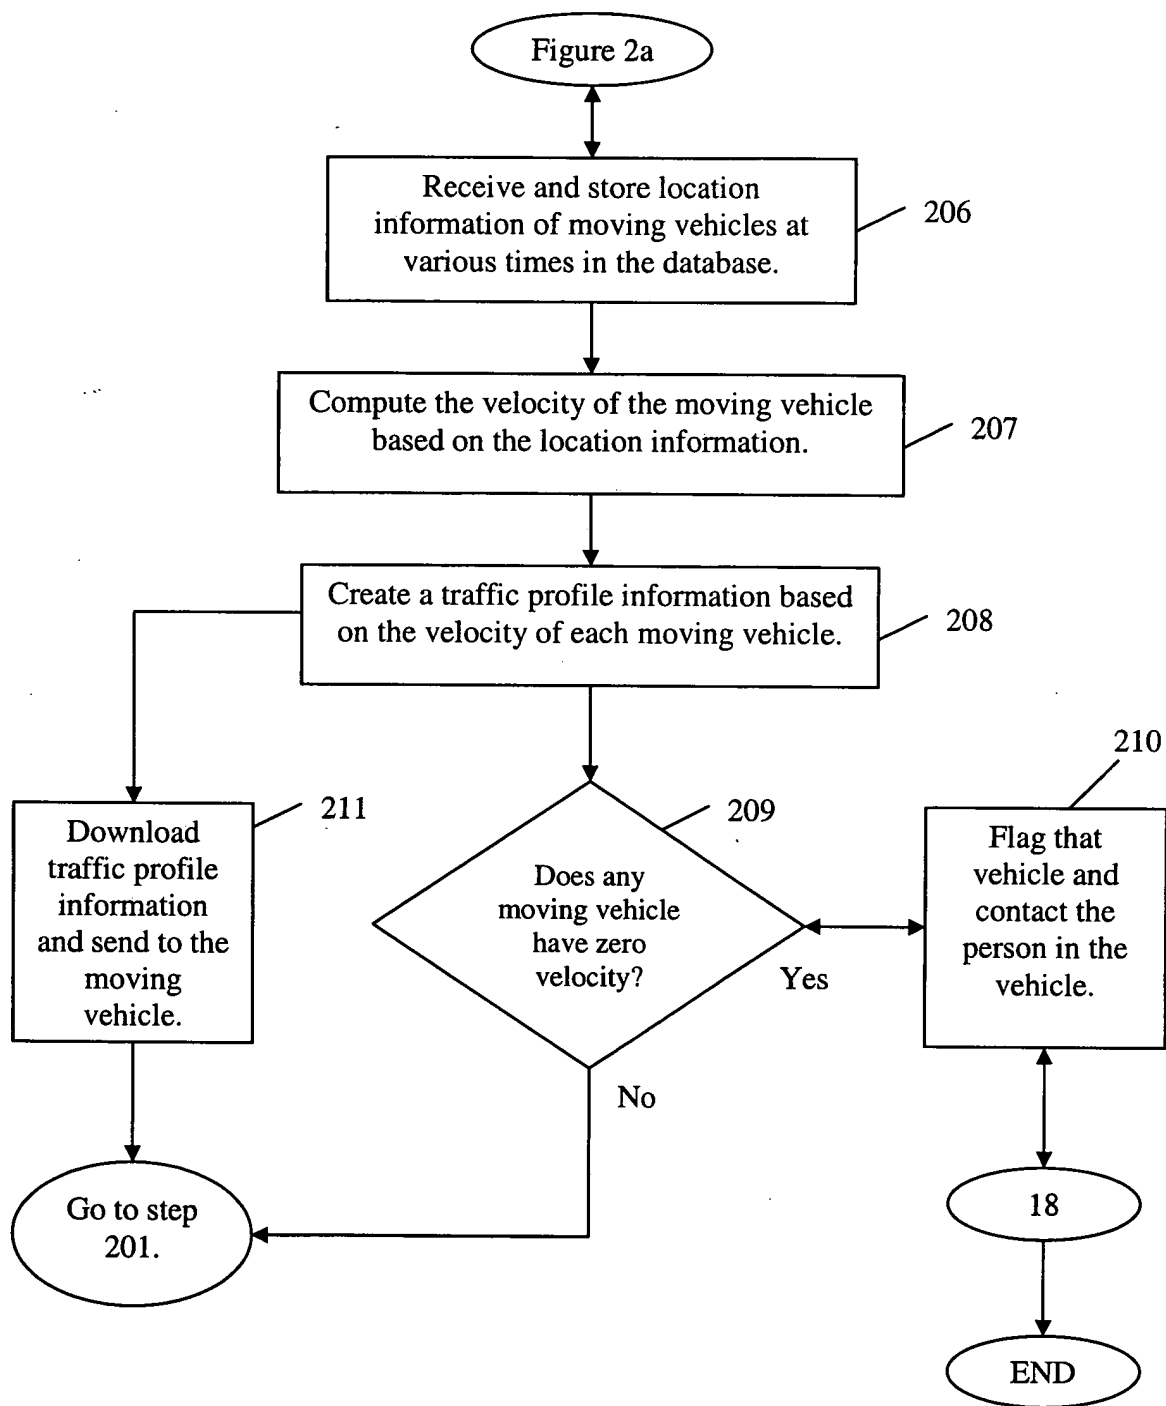 Figure 2a
Receive and store location
information of moving vehicles at
various times in the database.
206
Compute the velocity of the moving vehicle
based on the location information.
207
Create a traffic profile information based
on the velocity of each moving vehicle.
208
210
211
209
Download
traffic profile
information
and send to the
moving
vehicle.
Does any
moving vehicle
have zero
velocity?
Yes
Flag that
vehicle and
contact the
person in the
vehicle.
No
Go to step
201.
18
END